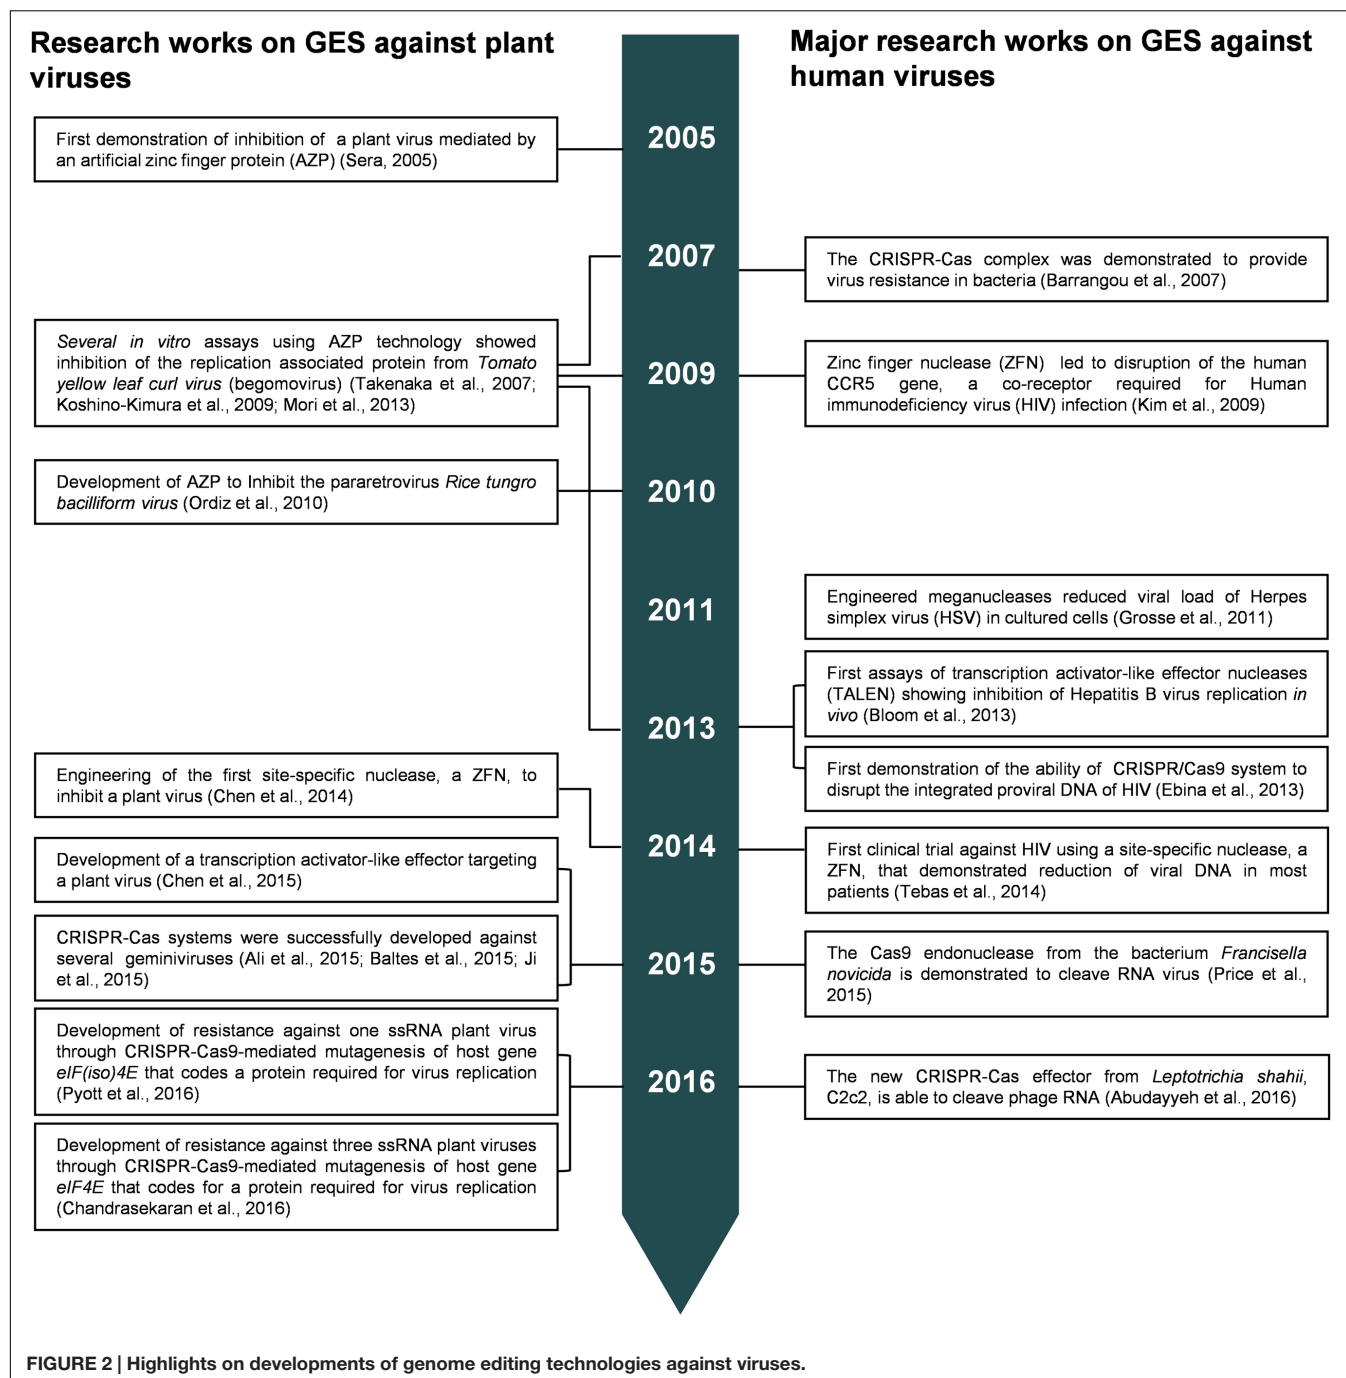 Research works on GES against plant
viruses
First demonstration of inhibition of a plant virus mediated by
an artificial zinc finger protein (AZP) (Sera, 2005)
Several in vitro assays using AZP technology showed
inhibition of the replication associated protein from Tomato
yellow leaf curl virus (begomovirus) (Takenaka et al., 2007;
Koshino-Kimura et al., 2009; Mori et al., 2013)
Development of AZP to Inhibit the pararetrovirus Rice tungro
bacilliform virus (Ordiz et al., 2010)
Engineering of the first site-specific nuclease, a ZFN, to
inhibit a plant virus (Chen et al., 2014)
Development of a transcription activator-like effector targeting
a plant virus (Chen et al., 2015)
CRISPR-Cas systems were successfully developed against
several geminiviruses (Ali et al., 2015; Baltes et al., 2015; Ji
et al., 2015)
Development of resistance against one ssRNA plant virus
through CRISPR-Cas9-mediated mutagenesis of host gene
eIF(iso)4E that codes a protein required for virus replication
(Pyott et al., 2016)
Development of resistance against three ssRNA plant viruses
through CRISPR-Cas9-mediated mutagenesis of host gene
eIF4E that codes for a protein required for virus replication
(Chandrasekaran et al., 2016)
2005
2007
2009
2010
2011
2013
2014
2015
2016
Major research works on GES against
human viruses
The CRISPR-Cas complex was demonstrated to provide
virus resistance in bacteria (Barrangou et al., 2007)
Zinc finger nuclease (ZFN) led to disruption of the human
CCR5 gene, a co-receptor required for Human
immunodeficiency virus (HIV) infection (Kim et al., 2009)
Engineered meganucleases reduced viral load of Herpes
simplex virus (HSV) in cultured cells (Grosse et al., 2011)
First assays of transcription activator-like effector nucleases
(TALEN) showing inhibition of Hepatitis B virus replication in
vivo (Bloom et al., 2013)
First demonstration of the ability of CRISPR/Cas9 system to
disrupt the integrated proviral DNA of HIV (Ebina et al., 2013)
First clinical trial against HIV using a site-specific nuclease, a
ZFN, that demonstrated reduction of viral DNA in most
patients (Tebas et al., 2014)
The Cas9 endonuclease from the bacterium Francisella
novicida is demonstrated to cleave RNA virus (Price et al.,
2015)
The new CRISPR-Cas effector from Leptotrichia shahii,
C2c2, is able to cleave phage RNA (Abudayyeh et al., 2016)
FIGURE 2 | Highlights on developments of genome editing technologies against viruses.